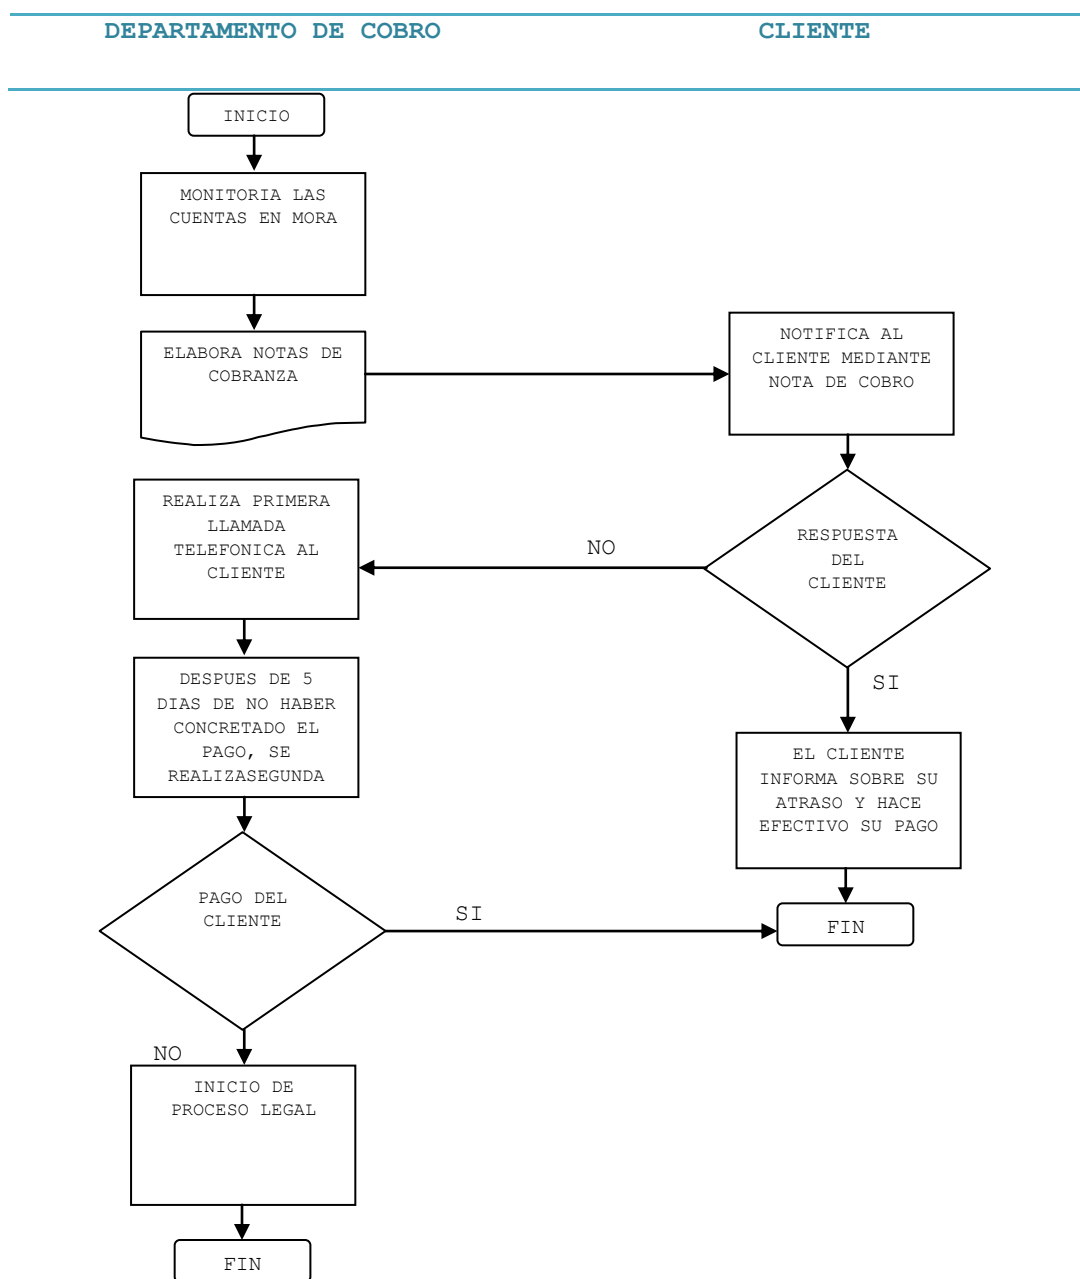 DEPARTAMENTO DE COBRO
CLIENTE
INICIO
MONITORIA LAS
CUENTAS EN MORA
ELABORA NOTAS DE
COBRANZA
NOTIFICA AL
CLIENTE MEDIANTE
NOTA DE COBRO
RESPUESTA
DEL
CLIENTE
NO
REALIZA PRIMERA
LLAMADA
TELEFONICA AL
CLIENTE
SI
DESPUES DE 5
DIAS DE NO HABER
CONCRETADO EL
PAGO, SE
REALIZASEGUNDA
EL CLIENTE
INFORMA SOBRE SU
ATRASO Y HACE
EFECTIVO SU PAGO
PAGO DEL
CLIENTE
SI
FIN
NO
INICIO DE
PROCESO LEGAL
FIN